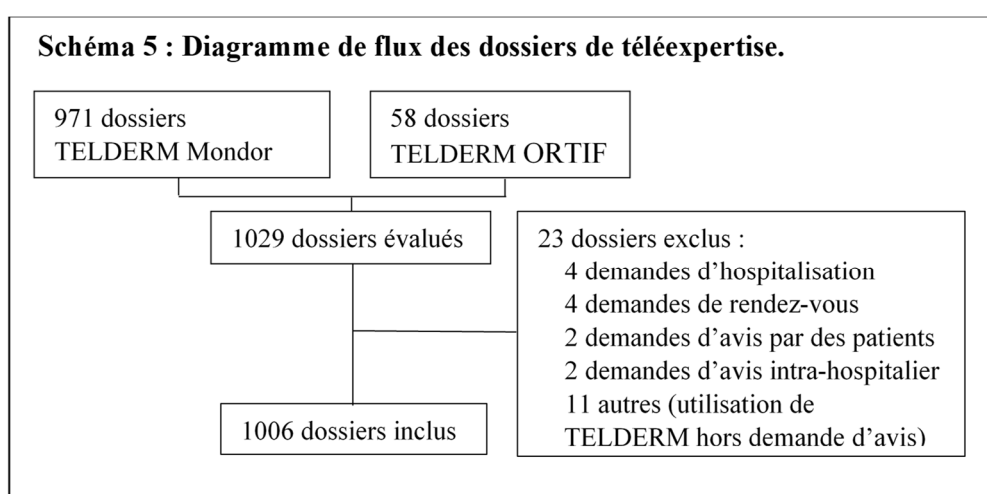 Schéma 5 : Diagramme de flux des dossiers de téléexpertise.
971 dossiers
TELDERM Mondor
58 dossiers
TELDERM ORTIF
1029 dossiers évalués
23 dossiers exclus :
4 demandes d’hospitalisation
4 demandes de rendez-vous
2 demandes d’avis par des patients
2 demandes d’avis intra-hospitalier
11 autres (utilisation de
TELDERM hors demande d’avis)
1006 dossiers inclus